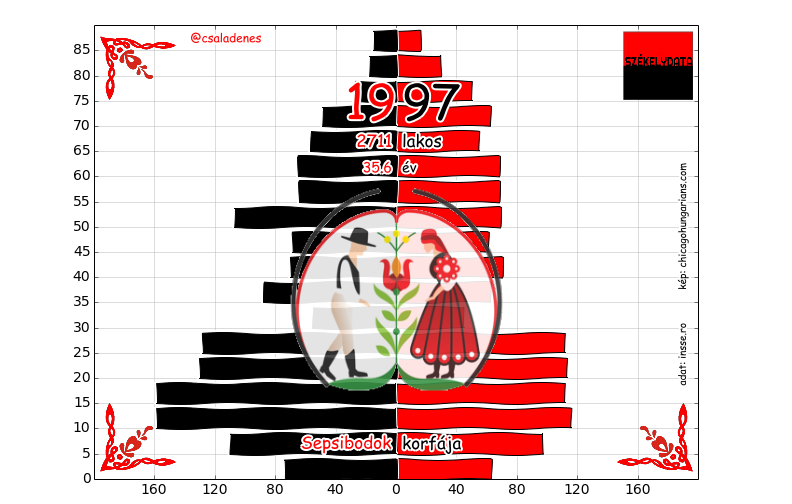 @csaladenes
SZÉKELYDATA
1997
2711 lakos
35.6 év
kép: chicagohungarians.com
adat: insse.ro
Sepsibodok korfája
85
80
75
70
65
60
55
50
45
40
35
30
25
20
15
10
5
0
160 120 80 40 0 40 80 120 160